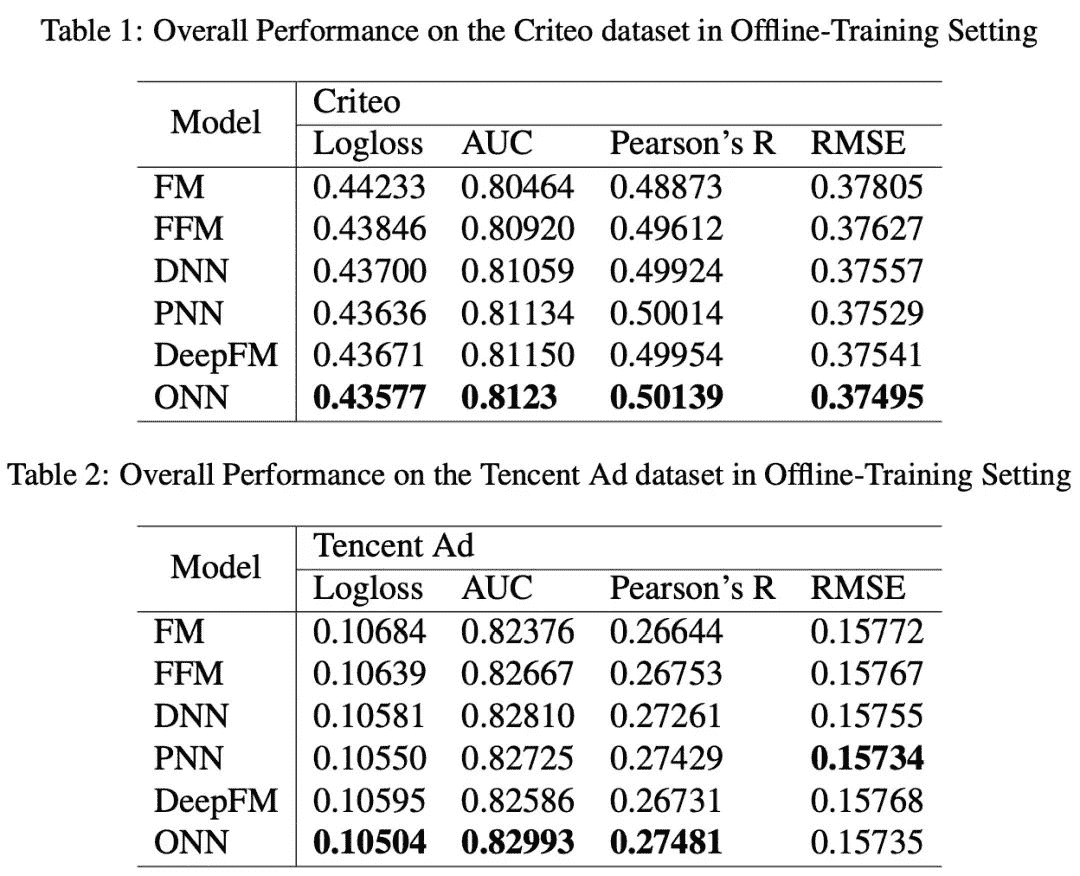 Table 1: Overall Performance on the Criteo dataset in Offline-Training Setting
Model Criteo
Logloss AUC Pearson’s R RMSE
FM 0.44233 0.80464 0.48873 0.37805
FFM 0.43846 0.80920 0.49612 0.37627
DNN 0.43700 0.81059 0.49924 0.37557
PNN 0.43636 0.81134 0.50014 0.37529
DeepFM 0.43671 0.81150 0.49954 0.37541
ONN 0.43577 0.8123 0.50139 0.37495
Table 2: Overall Performance on the Tencent Ad dataset in Offline-Training Setting
Model Tencent Ad
Logloss AUC Pearson’s R RMSE
FM 0.10684 0.82376 0.26644 0.15772
FFM 0.10639 0.82667 0.26753 0.15767
DNN 0.10581 0.82810 0.27261 0.15755
PNN 0.10550 0.82725 0.27429 0.15734
DeepFM 0.10595 0.82586 0.26731 0.15768
ONN 0.10504 0.82993 0.27481 0.15735